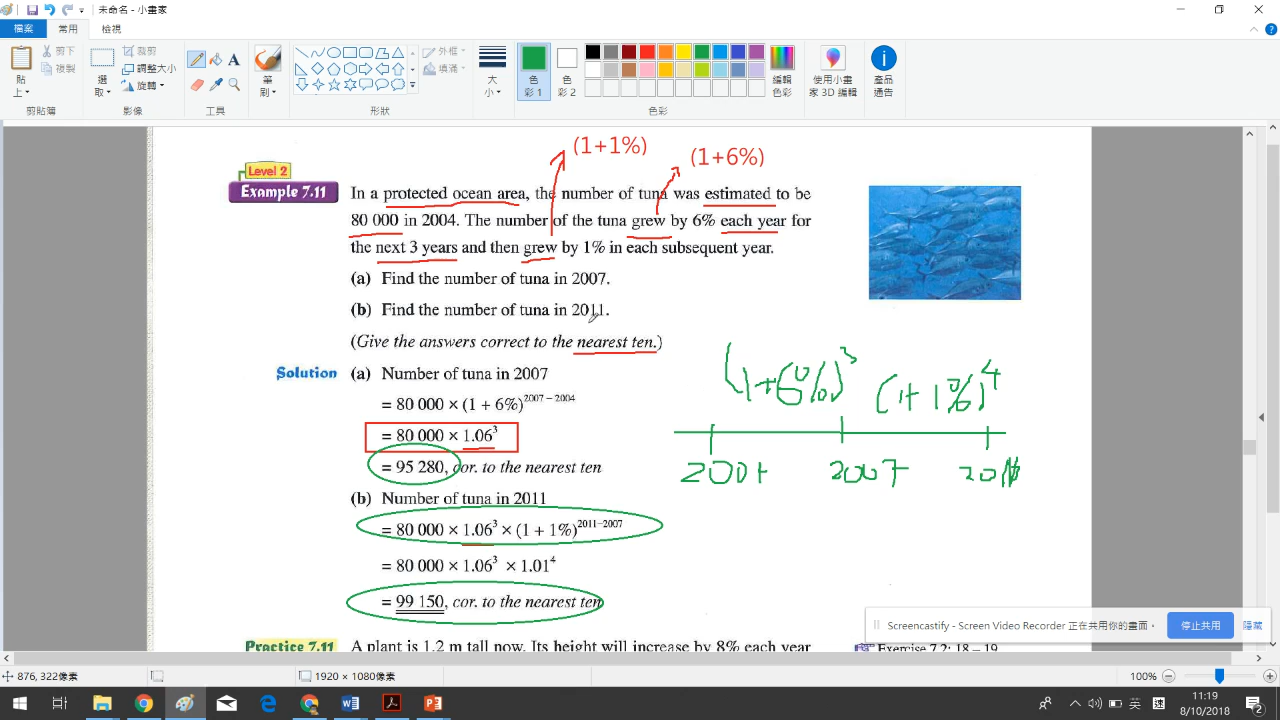 未命名 - 小畫家
檔案 常用 檢視
貼上 剪下 複製 剪貼簿
選取 裁剪 調整大小 旋轉 影像
A 工具
筆刷
外框 填滿 圖案
大小
色彩 1 色彩 2 編輯色彩 色彩
使用小畫家 3D 編輯
產品通告
(1+1%)
(1+6%)
Level 2
Example 7.11
In a protected ocean area, the number of tuna was estimated to be
80 000 in 2004. The number of the tuna grew by 6% each year for
the next 3 years and then grew by 1% in each subsequent year.
(a) Find the number of tuna in 2007.
(b) Find the number of tuna in 2011.
(Give the answers correct to the nearest ten.)
Solution (a) Number of tuna in 2007
= 80 000 × (1 + 6%)^2007 – 2004
= 80 000 × 1.06³
= 95 280, cor. to the nearest ten
(b) Number of tuna in 2011
= 80 000 × 1.06³ × (1 + 1%)^2011–2007
= 80 000 × 1.06³ × 1.01⁴
= 99 150, cor. to the nearest ten
(1+6%)³ (1+1%)⁴
2004 2007 2011
Practice 7.11 A plant is 1.2 m tall now. Its height will increase by 8% each year
Exercise 7.2: 18 – 19
Screencastify - Screen Video Recorder 正在共用你的畫面。 停止共用 隱藏
876, 322像素 1920 × 1080像素 100%
英 11:19
8/10/2018 2